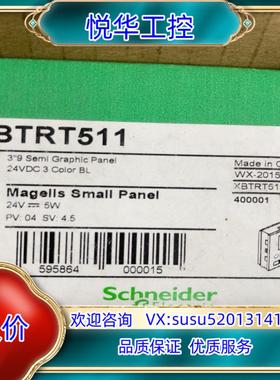 悦华工控
BTRT511
3"9 Semi Graphic Panel
24VDC 3 Color BL
Made in C
WX-2015
XBTRT51
400001
Magelis Small Panel
24V ⎓ 5W
PV: 04 SV: 4.5
595864 000015
Schneider
Electric
价
欢迎咨询 VX:susu52013141
品质保证 服务质量